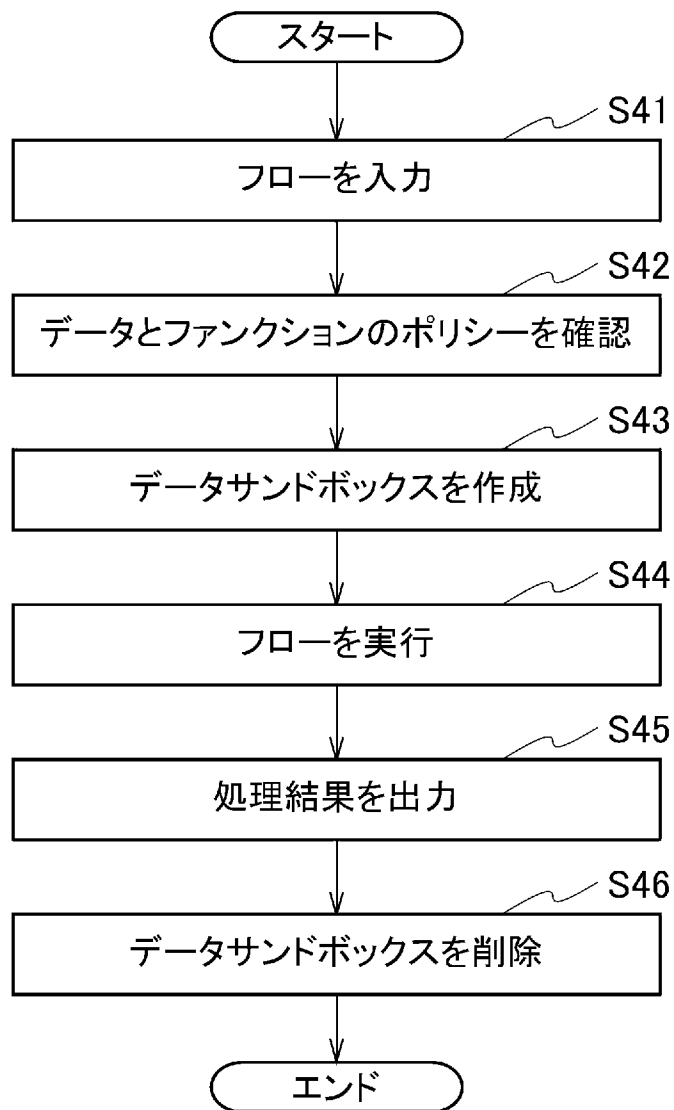 スタート
S41
フローを入力
S42
データとファンクションのポリシーを確認
S43
データサンドボックスを作成
S44
フローを実行
S45
処理結果を出力
S46
データサンドボックスを削除
エンド